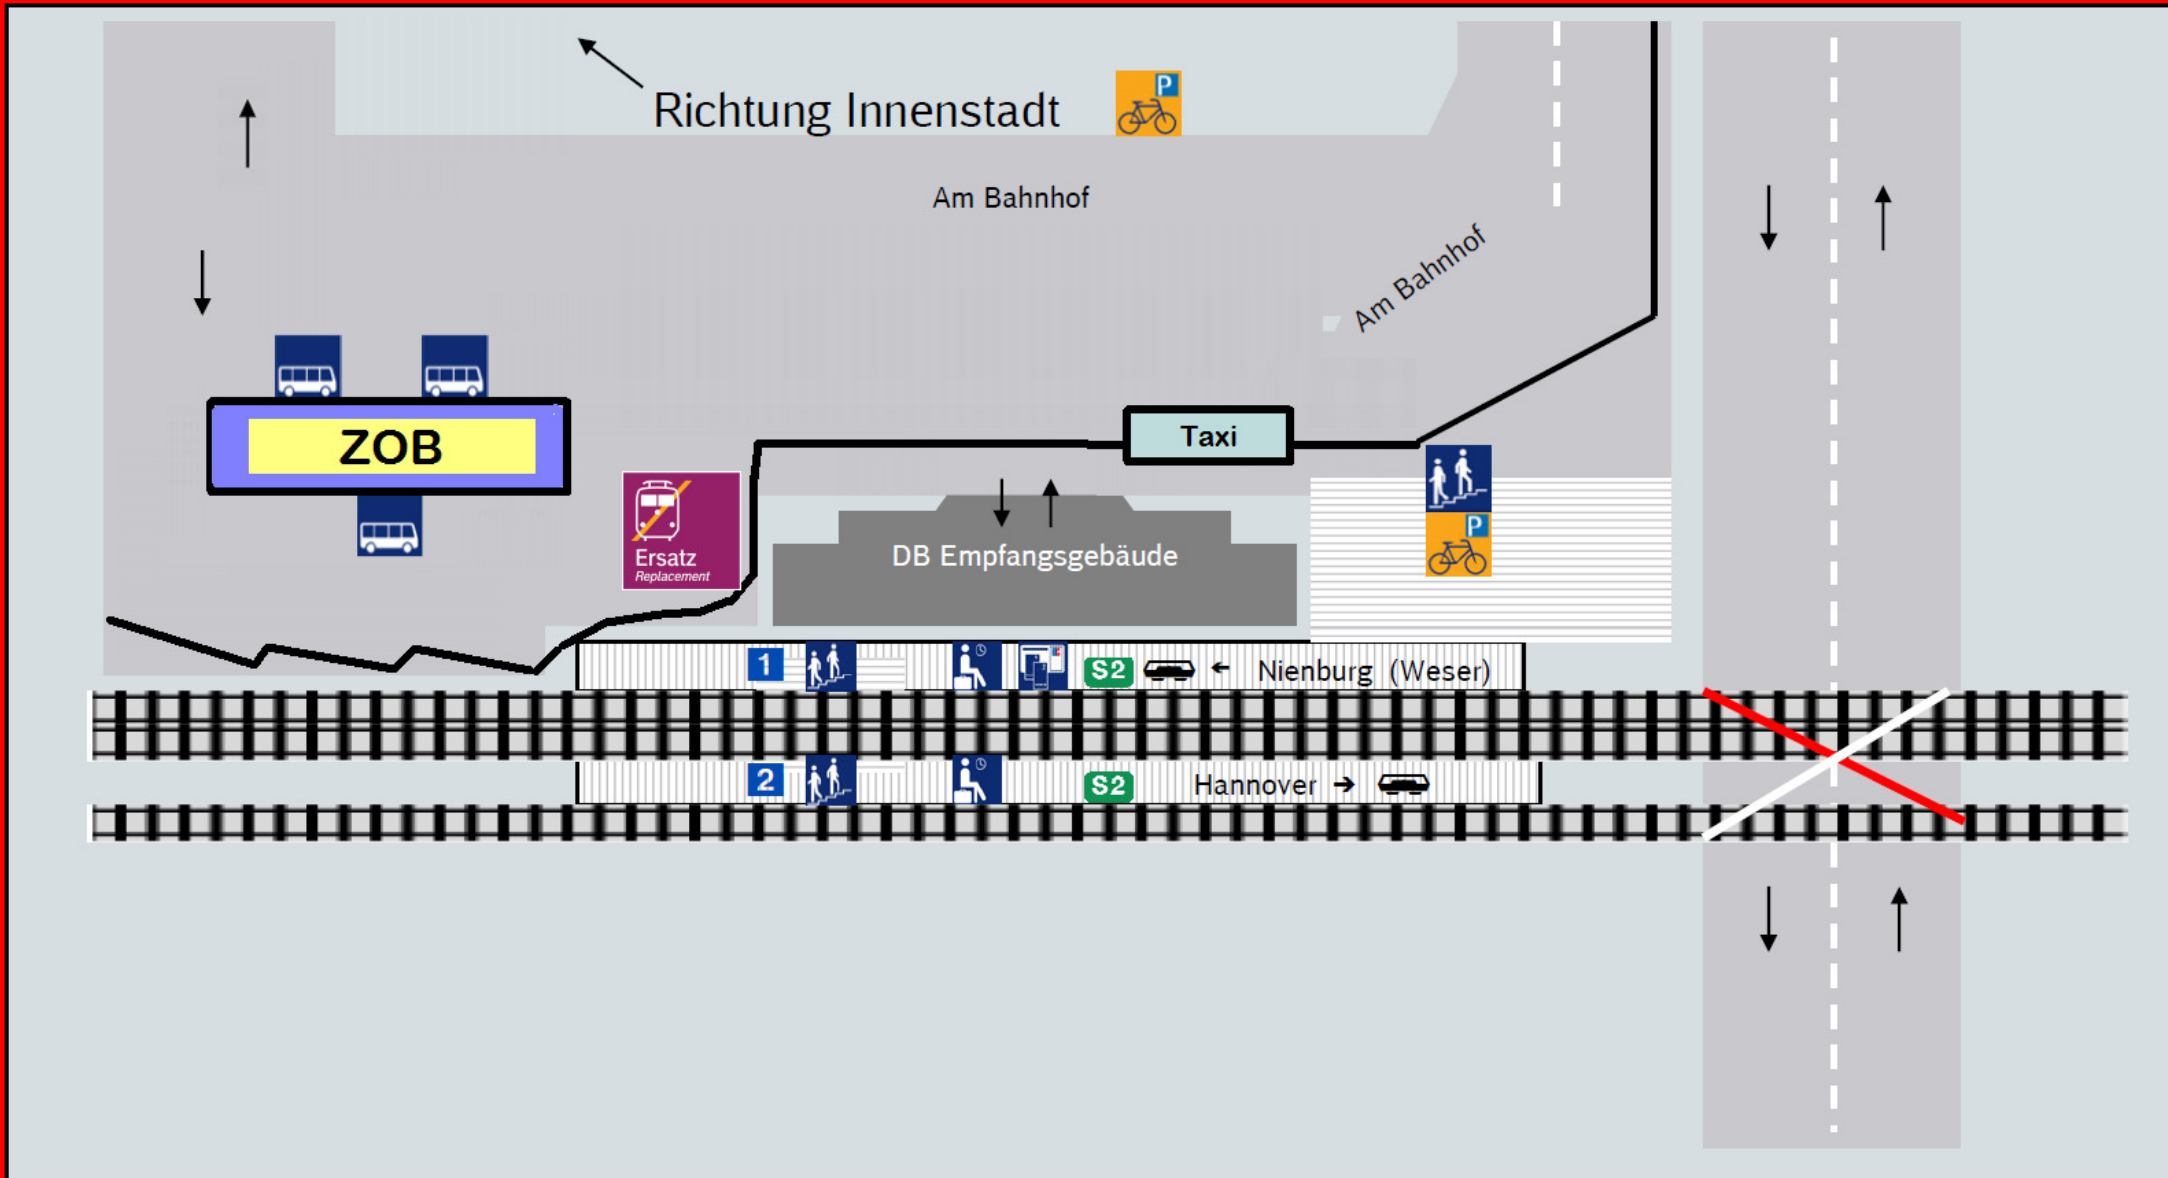 Richtung Innenstadt
P
Am Bahnhof
Am Bahnhof
ZOB
Taxi
Ersatz
Replacement
DB Empfangsgebäude
P
1 S2 ← Nienburg (Weser)
2 S2 Hannover →